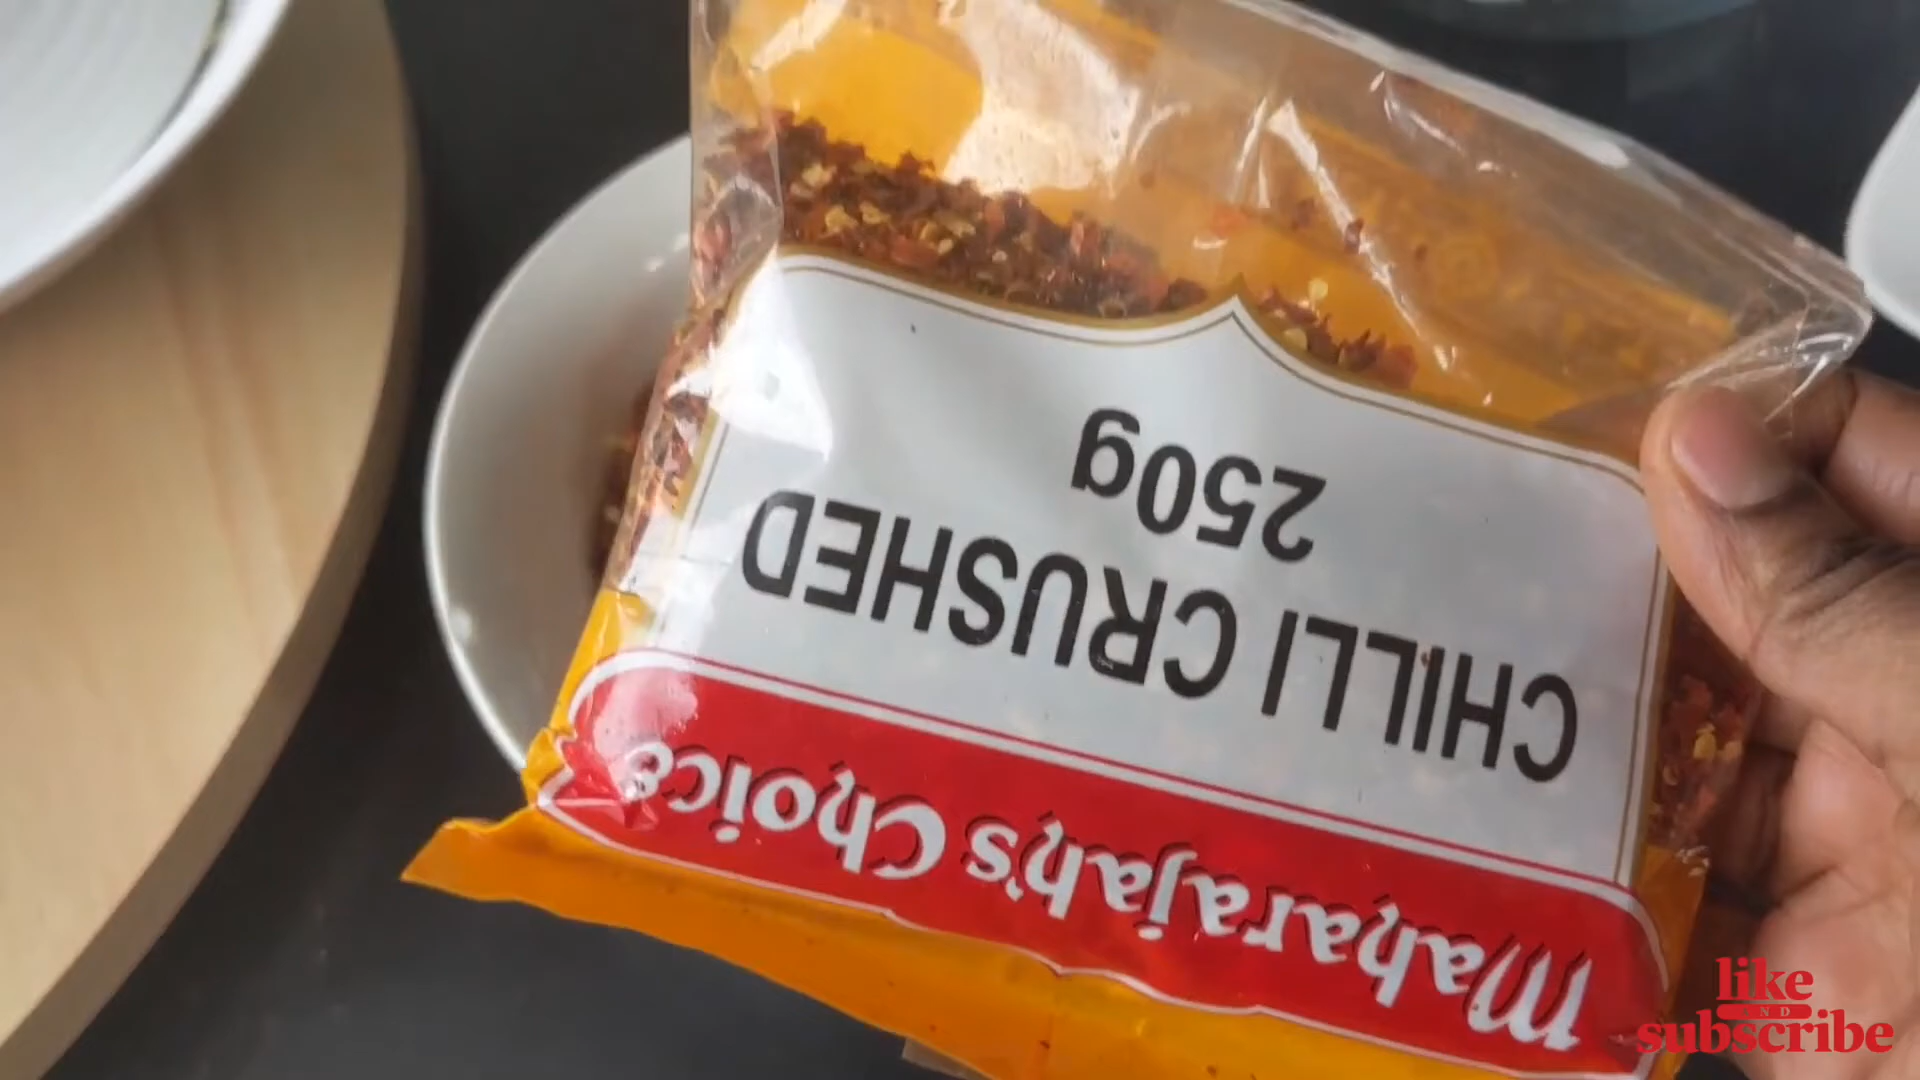 Maharajah's Choice
CHILLI CRUSHED
250g
like
AND
subscribe